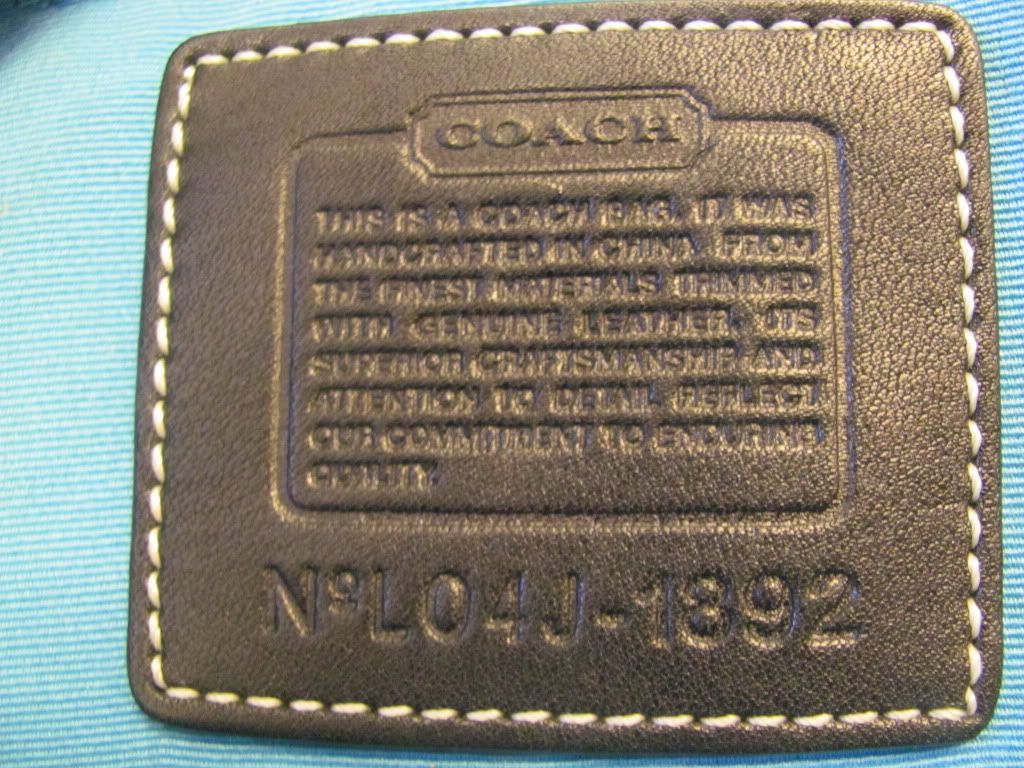 COACH
THIS IS A COACH BAG. IT WAS
HANDCRAFTED IN CHINA FROM
THE FINEST MATERIALS TRIMMED
WITH GENUINE LEATHER. ITS
SUPERIOR CRAFTSMANSHIP AND
ATTENTION TO DETAIL REFLECT
OUR COMMITMENT TO ENDURING
QUALITY.
Nº L04J-1892